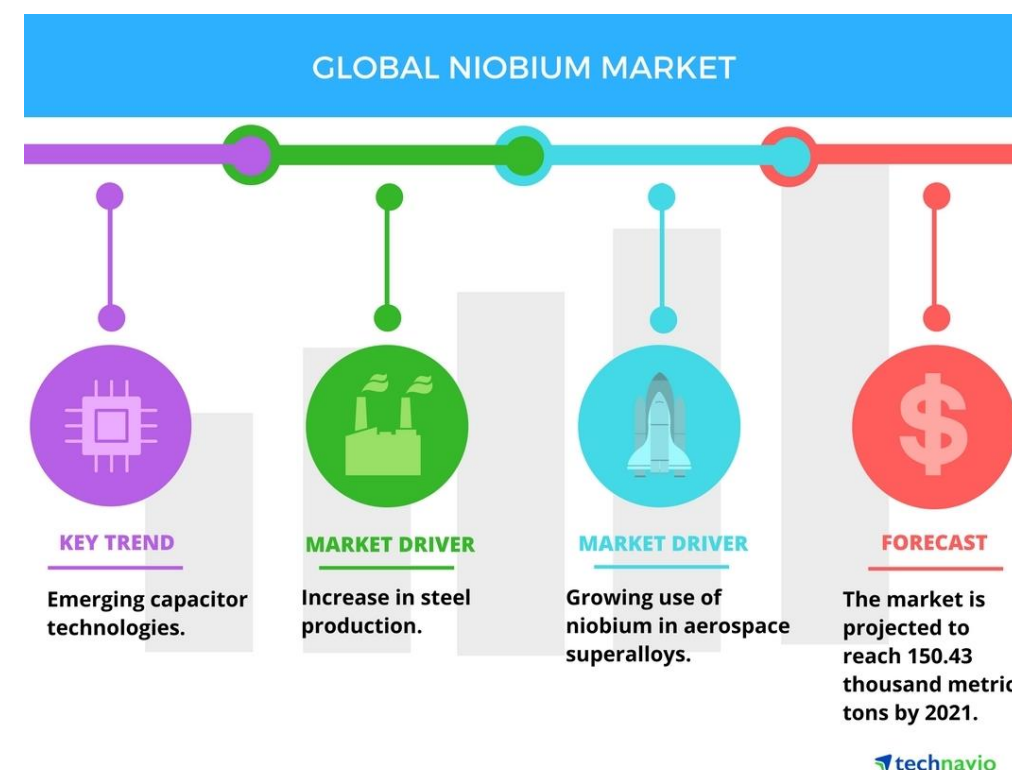 GLOBAL NIOBIUM MARKET
KEY TREND
Emerging capacitor
technologies.
MARKET DRIVER
Increase in steel
production.
MARKET DRIVER
Growing use of
niobium in aerospace
superalloys.
FORECAST
The market is
projected to
reach 150.43
thousand metric
tons by 2021.
technavio